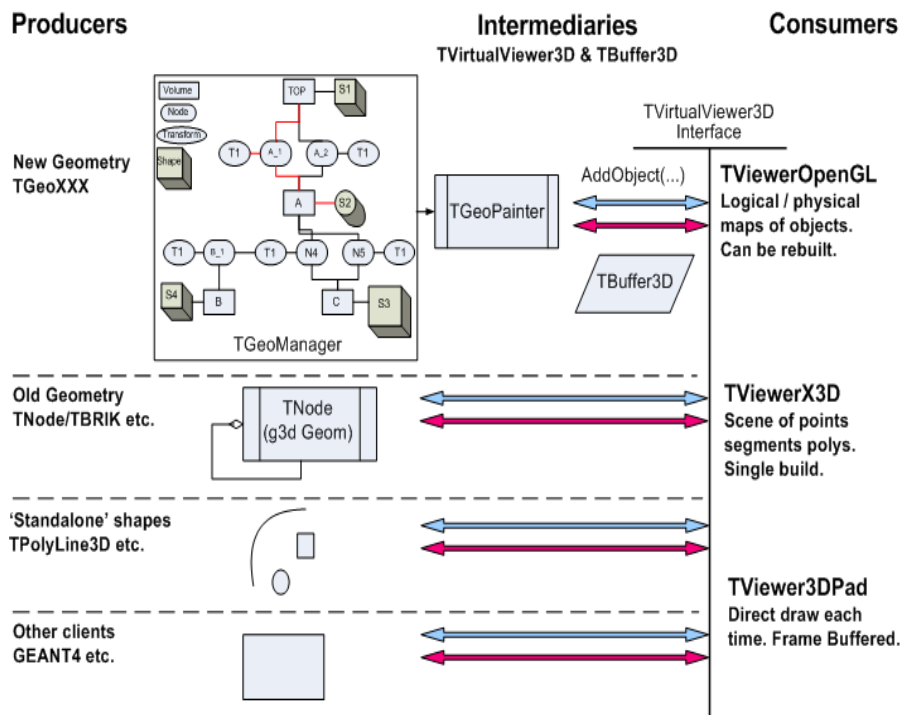 Producers
Intermediaries
TVirtualViewer3D & TBuffer3D
Consumers
Volume
Node
Transform
Shape
TOP
S1
T1
A_1
A_2
T1
A
S2
T1
B_1
T1
N4
N5
T1
S4
B
C
S3
TGeoManager
New Geometry
TGeoXXX
TGeoPainter
AddObject(...)
TBuffer3D
TVirtualViewer3D
Interface
TViewerOpenGL
Logical / physical
maps of objects.
Can be rebuilt.
Old Geometry
TNode/TBRIK etc.
TNode
(g3d Geom)
TViewerX3D
Scene of points
segments polys.
Single build.
‘Standalone’ shapes
TPolyLine3D etc.
TViewer3DPad
Direct draw each
time. Frame Buffered.
Other clients
GEANT4 etc.